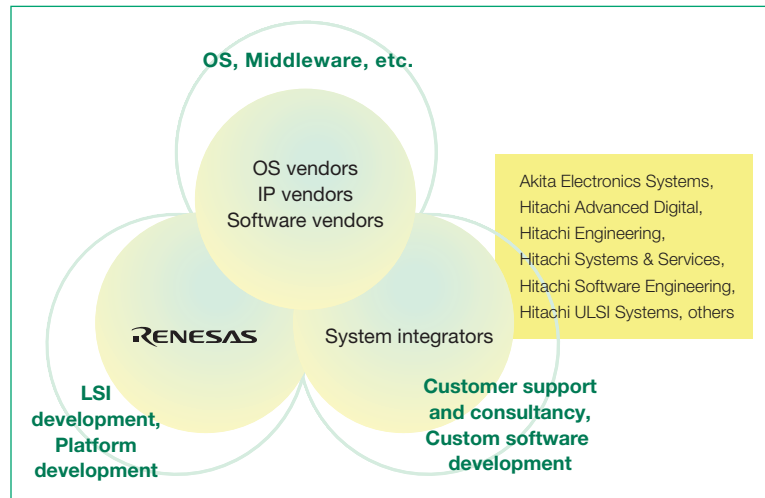 OS, Middleware, etc.
OS vendors
IP vendors
Software vendors
Akita Electronics Systems,
Hitachi Advanced Digital,
Hitachi Engineering,
Hitachi Systems & Services,
Hitachi Software Engineering,
Hitachi ULSI Systems, others
RENESAS
System integrators
LSI
development,
Platform
development
Customer support
and consultancy,
Custom software
development